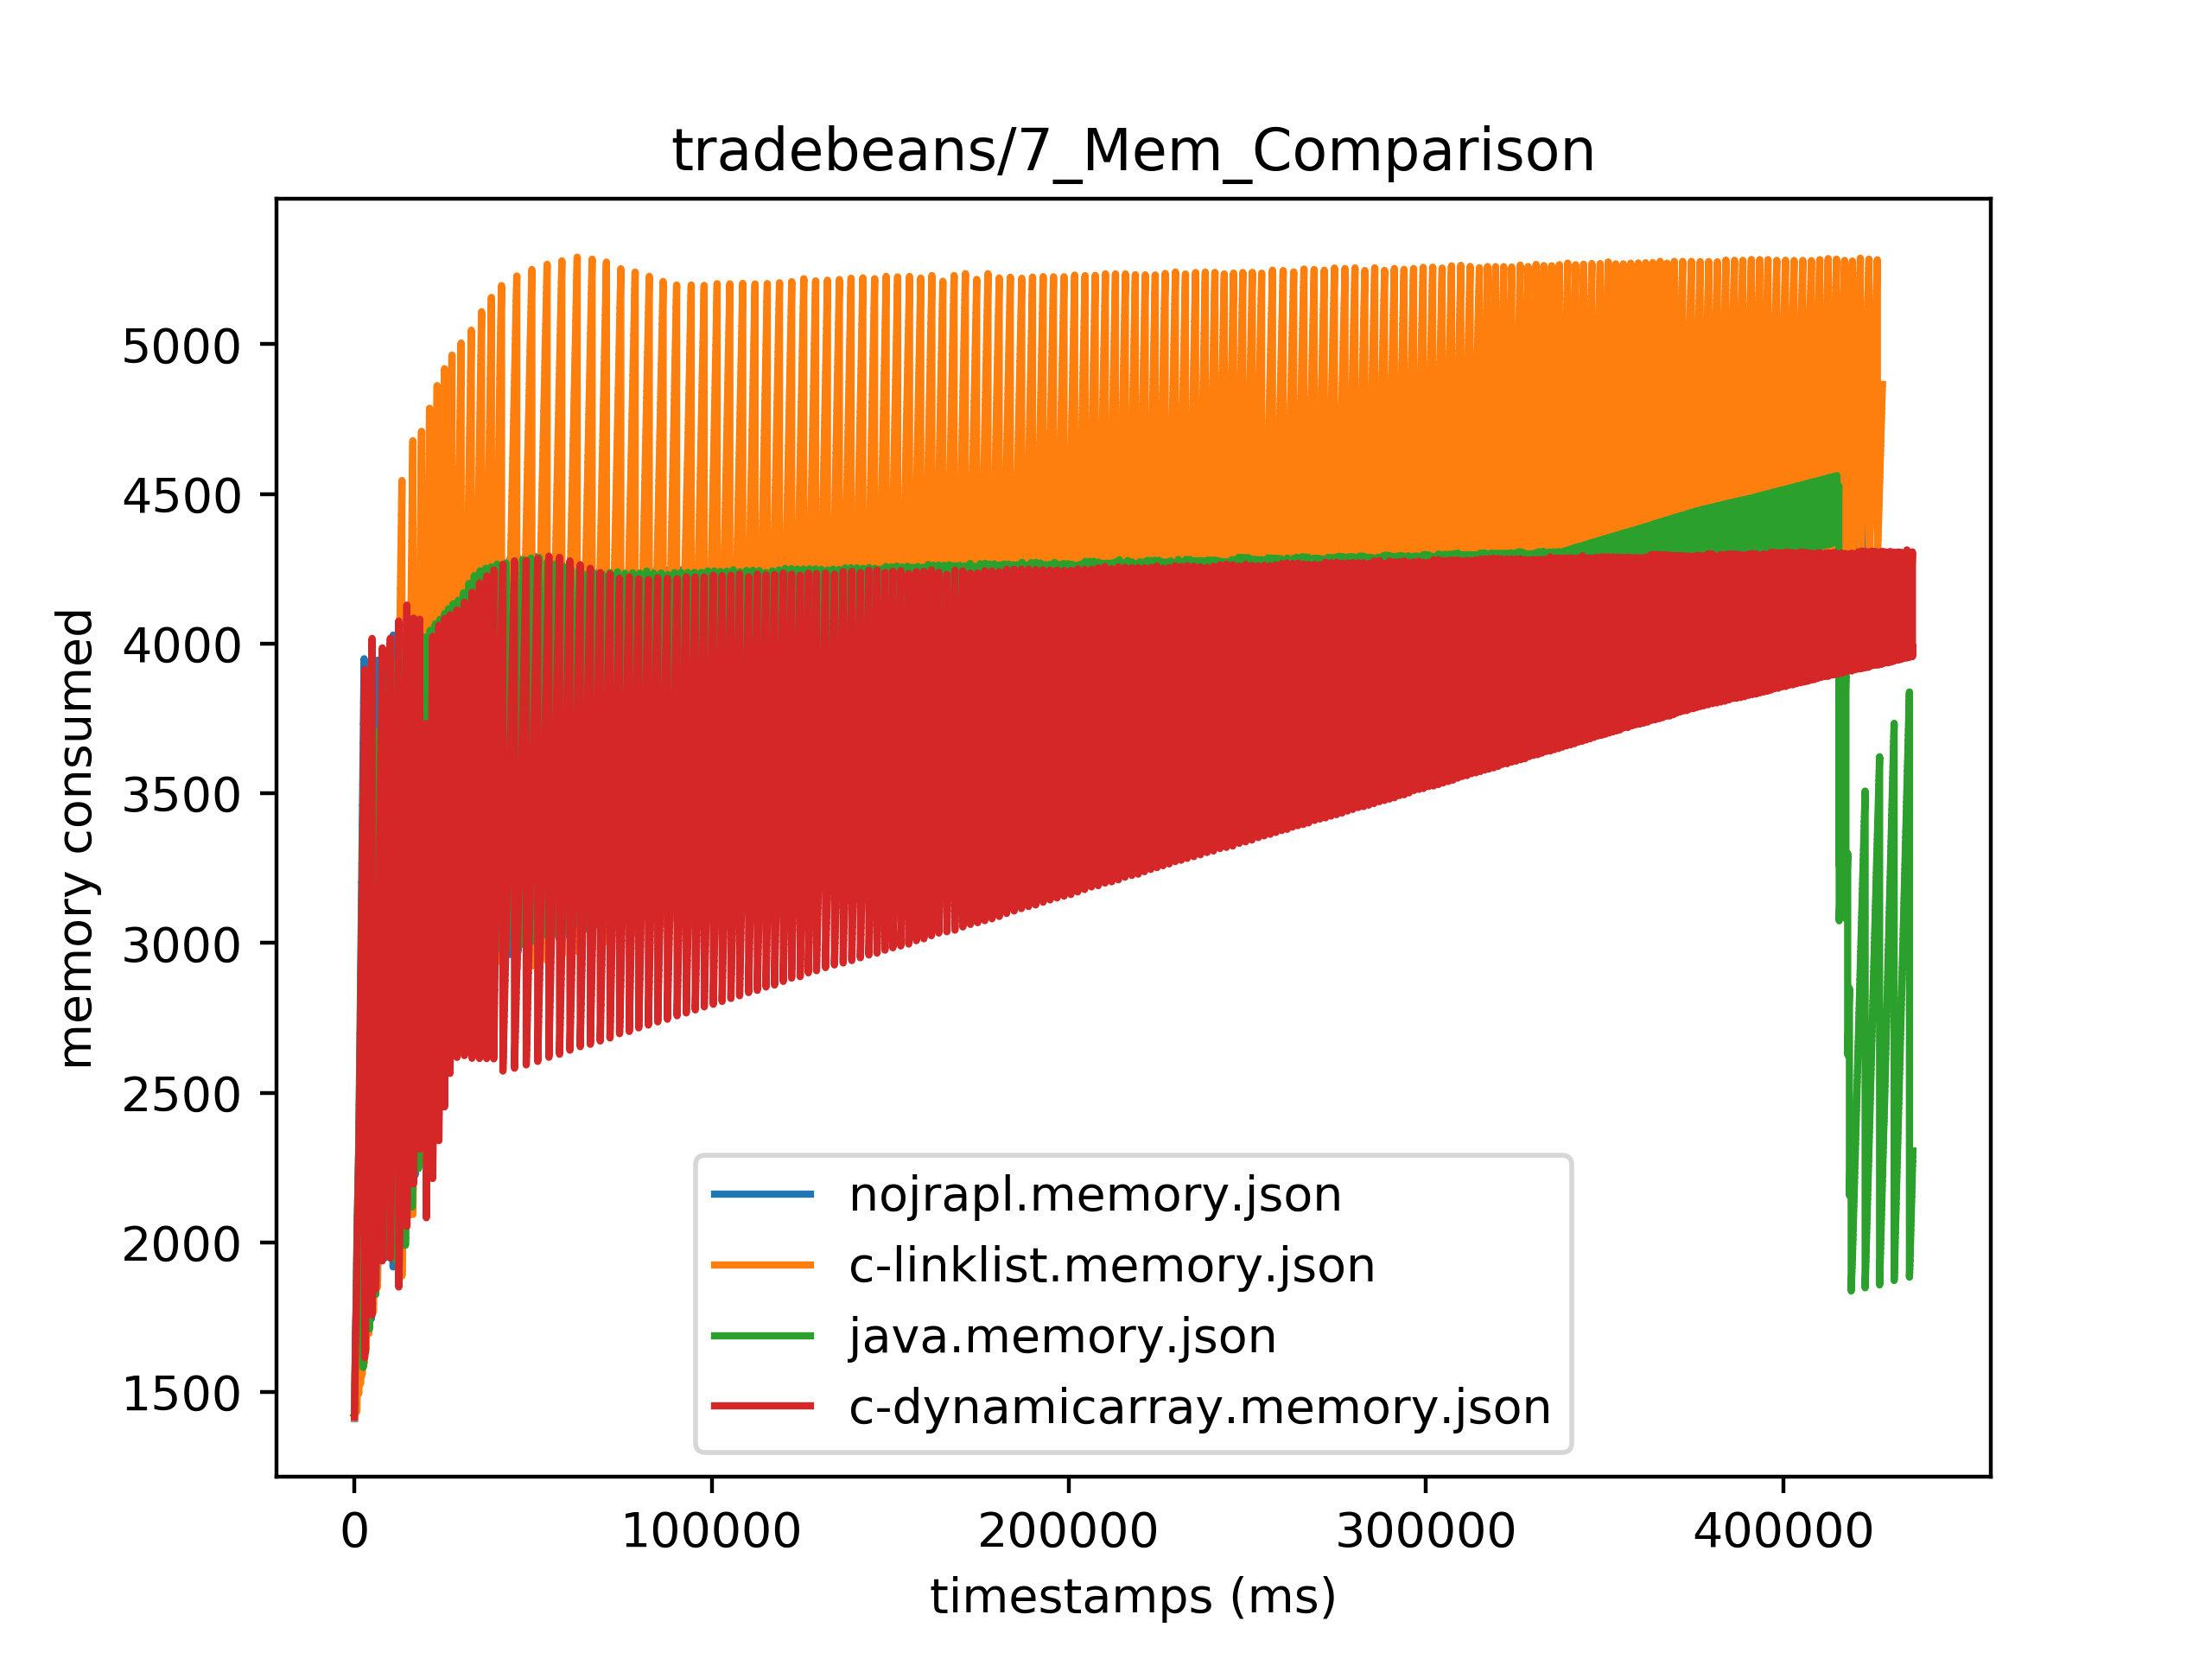 tradebeans/7_Mem_Comparison
memory consumed
5000
4500
4000
3500
3000
2500
2000
1500
nojrapl.memory.json
c-linklist.memory.json
java.memory.json
c-dynamicarray.memory.json
0
100000
200000
300000
400000
timestamps (ms)